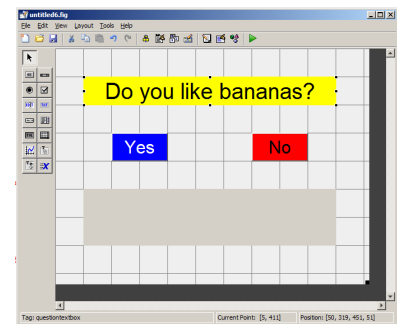 untitled6.fig
File Edit View Layout Tools Help
Do you like bananas?
Yes No
Tag: questiontextbox Current Point: [5, 411] Position: [50, 319, 451, 51]